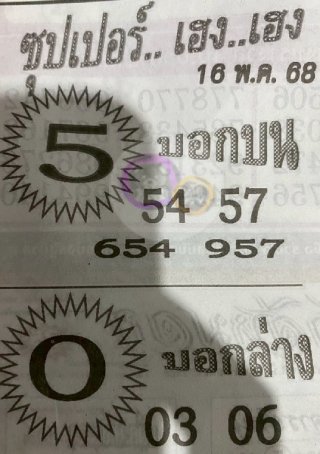 ซุปเปอร์.. เฮง..เฮง
16 พ.ค. 68
5 บอกบน
54 57
654 957
0 บอกล่าง
03 06